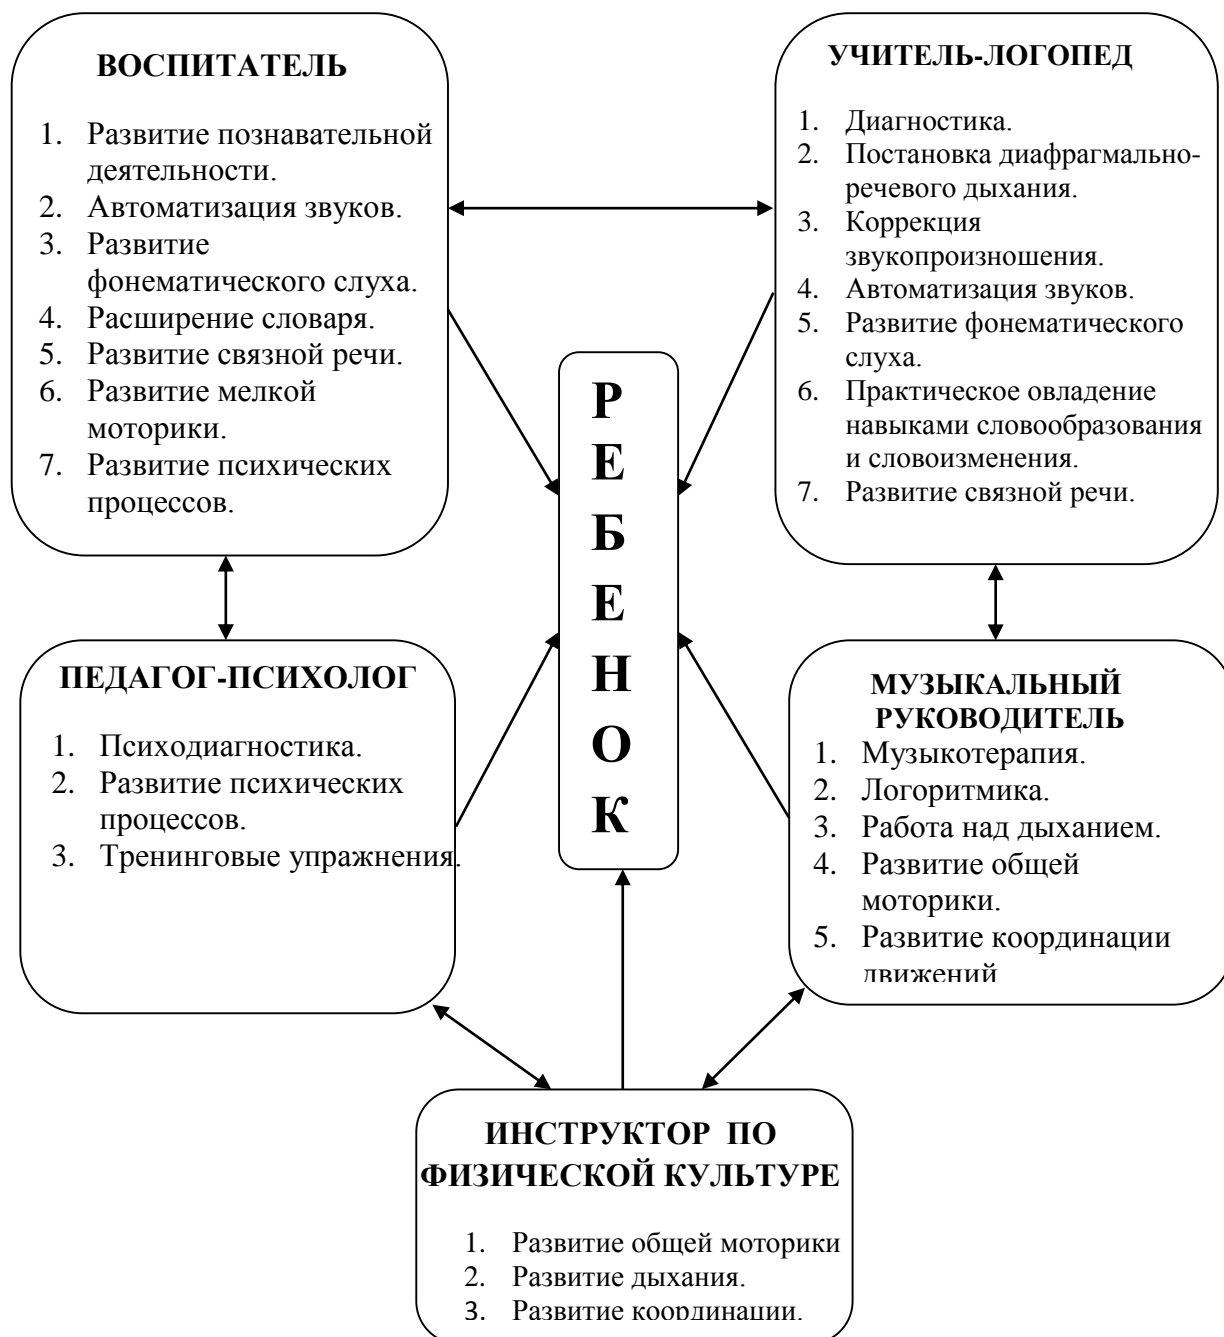 ВОСПИТАТЕЛЬ
1. Развитие познавательной
деятельности.
2. Автоматизация звуков.
3. Развитие
фонематического слуха.
4. Расширение словаря.
5. Развитие связной речи.
6. Развитие мелкой
моторики.
7. Развитие психических
процессов.
УЧИТЕЛЬ-ЛОГОПЕД
1. Диагностика.
2. Постановка диафрагмально-
речевого дыхания.
3. Коррекция
звукопроизношения.
4. Автоматизация звуков.
5. Развитие фонематического
слуха.
6. Практическое овладение
навыками словообразования
и словоизменения.
7. Развитие связной речи.
Р
Е
Б
Е
Н
О
К
ПЕДАГОГ-ПСИХОЛОГ
1. Психодиагностика.
2. Развитие психических
процессов.
3. Тренинговые упражнения.
МУЗЫКАЛЬНЫЙ
РУКОВОДИТЕЛЬ
1. Музыкотерапия.
2. Логоритмика.
3. Работа над дыханием.
4. Развитие общей
моторики.
5. Развитие координации
движений
ИНСТРУКТОР ПО
ФИЗИЧЕСКОЙ КУЛЬТУРЕ
1. Развитие общей моторики
2. Развитие дыхания.
3. Развитие координации.